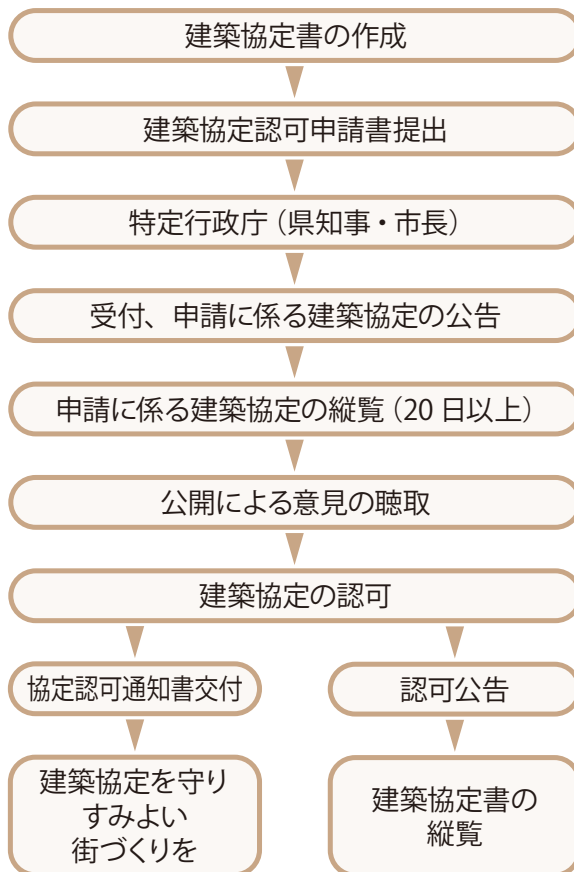 建築協定書の作成
建築協定認可申請書提出
特定行政庁（県知事・市長）
受付、申請に係る建築協定の公告
申請に係る建築協定の縦覧（20日以上）
公開による意見の聴取
建築協定の認可
協定認可通知書交付
認可公告
建築協定を守り
すみよい
街づくりを
建築協定書の
縦覧